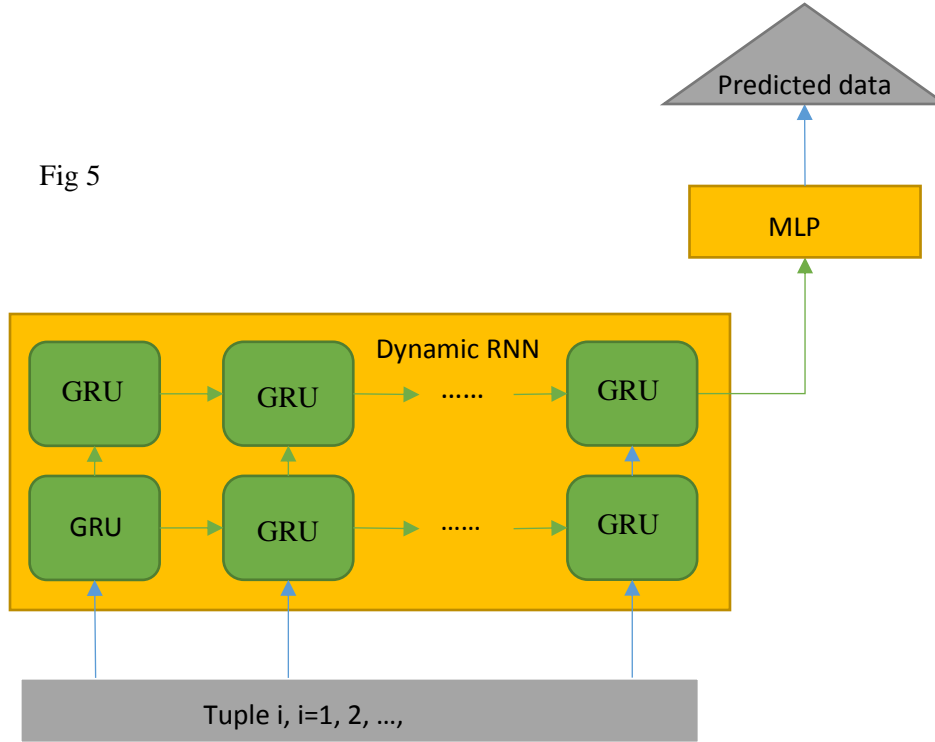 Predicted data
Fig 5
MLP
Dynamic RNN
GRU GRU …… GRU
GRU GRU …… GRU
Tuple i, i=1, 2, …,